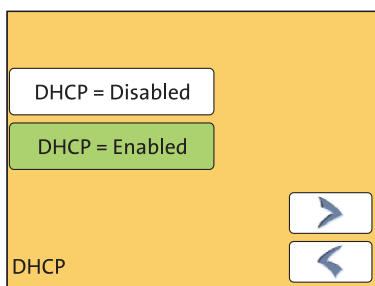 DHCP = Disabled
DHCP = Enabled
DHCP